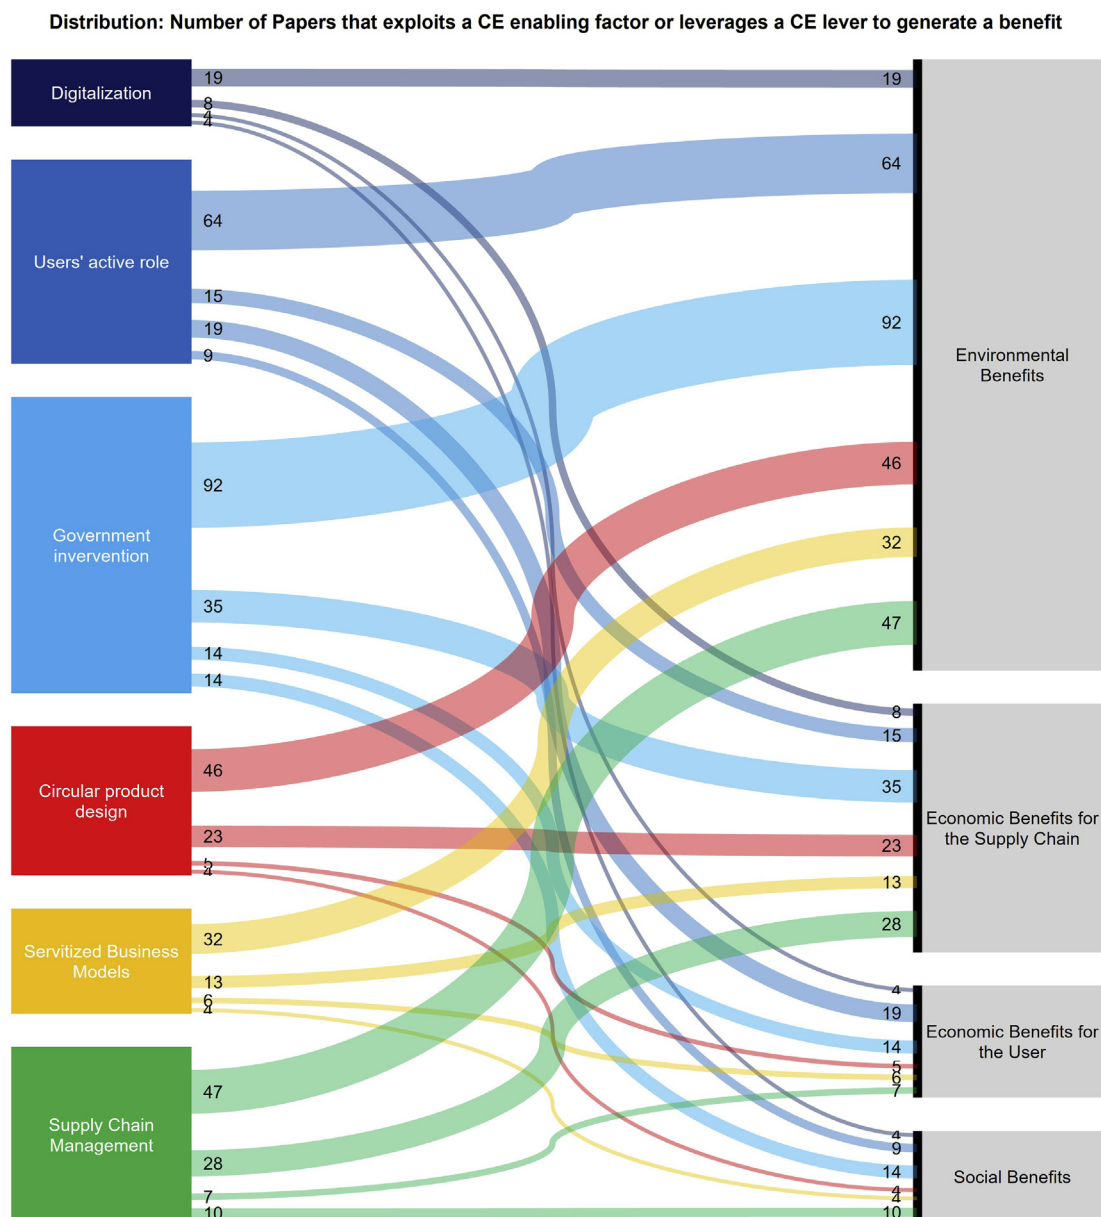 Distribution: Number of Papers that exploits a CE enabling factor or leverages a CE lever to generate a benefit
Digitalization
19
8
4
4
19
Users' active role
64
15
19
9
64
Government
invervention
92
35
14
14
92
Environmental
Benefits
46
32
47
Circular product
design
46
23
5
4
8
15
35
23
13
28
Economic Benefits for
the Supply Chain
Servitized Business
Models
32
13
6
4
4
19
14
5
6
7
Economic Benefits for
the User
Supply Chain
Management
47
28
7
10
4
9
14
4
4
10
Social Benefits